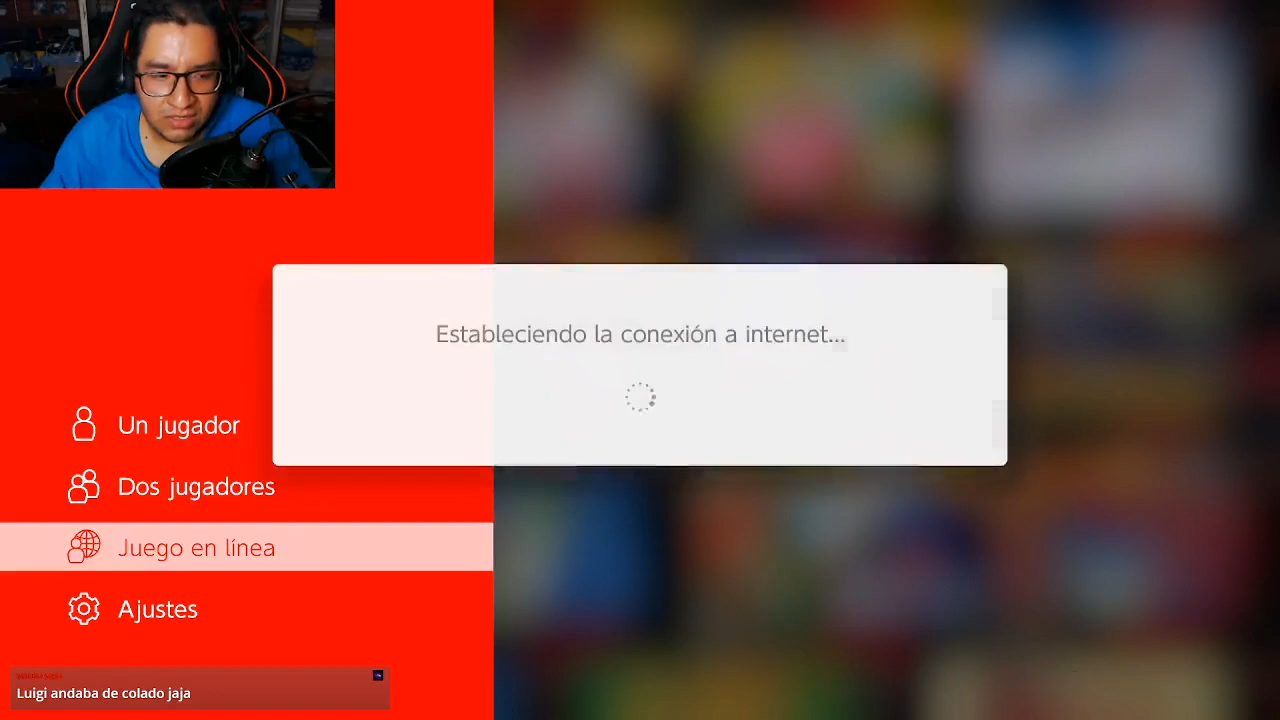 Estableciendo la conexión a internet...
Un jugador
Dos jugadores
Juego en línea
Ajustes
Luigi andaba de colado jaja